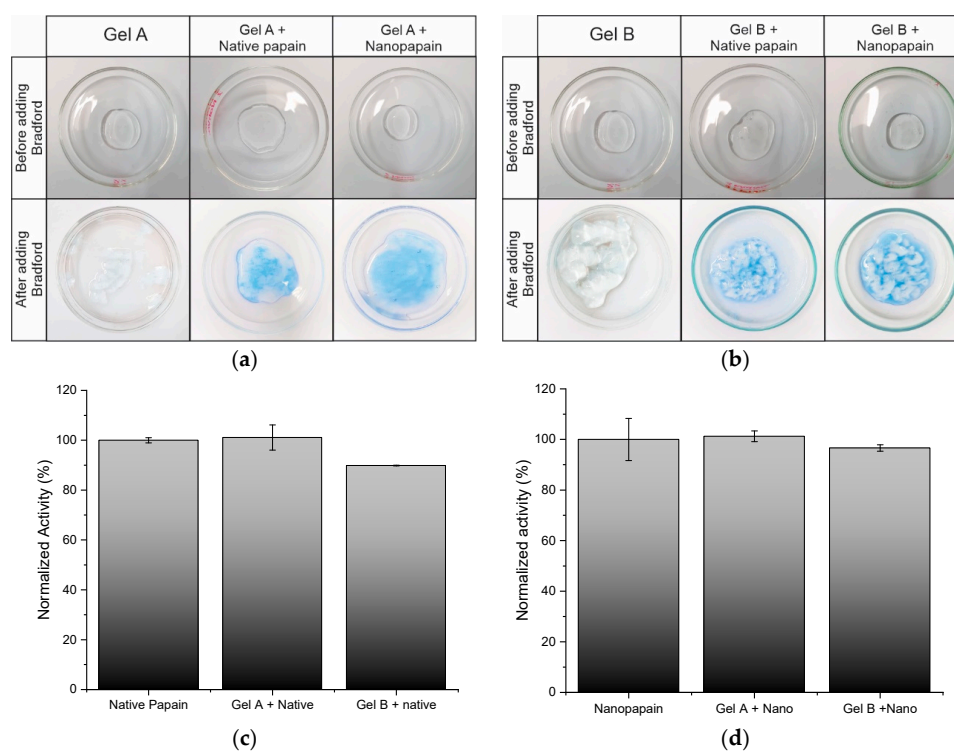 Gel A
Gel A +
Native papain
Gel A +
Nanopapain
Before adding
Bradford
After adding
Bradford
(a)
Gel B
Gel B +
Native papain
Gel B +
Nanopapain
Before adding
Bradford
After adding
Bradford
(b)
120
100
80
60
40
20
0
Normalized Activity (%)
Native Papain
Gel A + Native
Gel B + native
(c)
120
100
80
60
40
20
0
Normalized activity (%)
Nanopapain
Gel A + Nano
Gel B +Nano
(d)